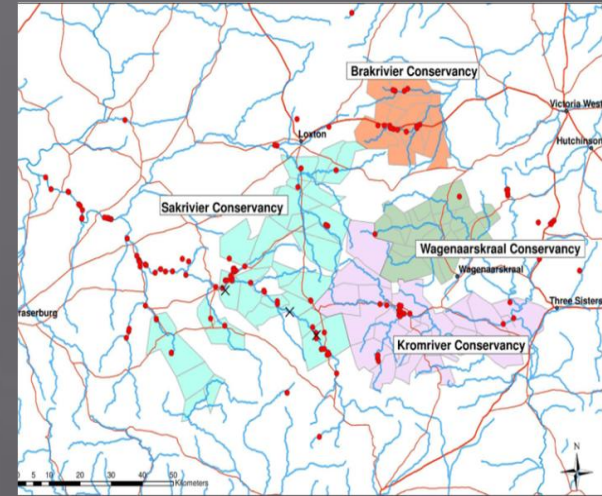 Brakrivier Conservancy
Victoria West
Loxton
Hutchinson
Sakrivier Conservancy
Wagenaarskraal Conservancy
Wagenaarskraal
Three Sisters
raserburg
Kromriver Conservancy
N
0 5 10 20 30 40 50
Kilometers